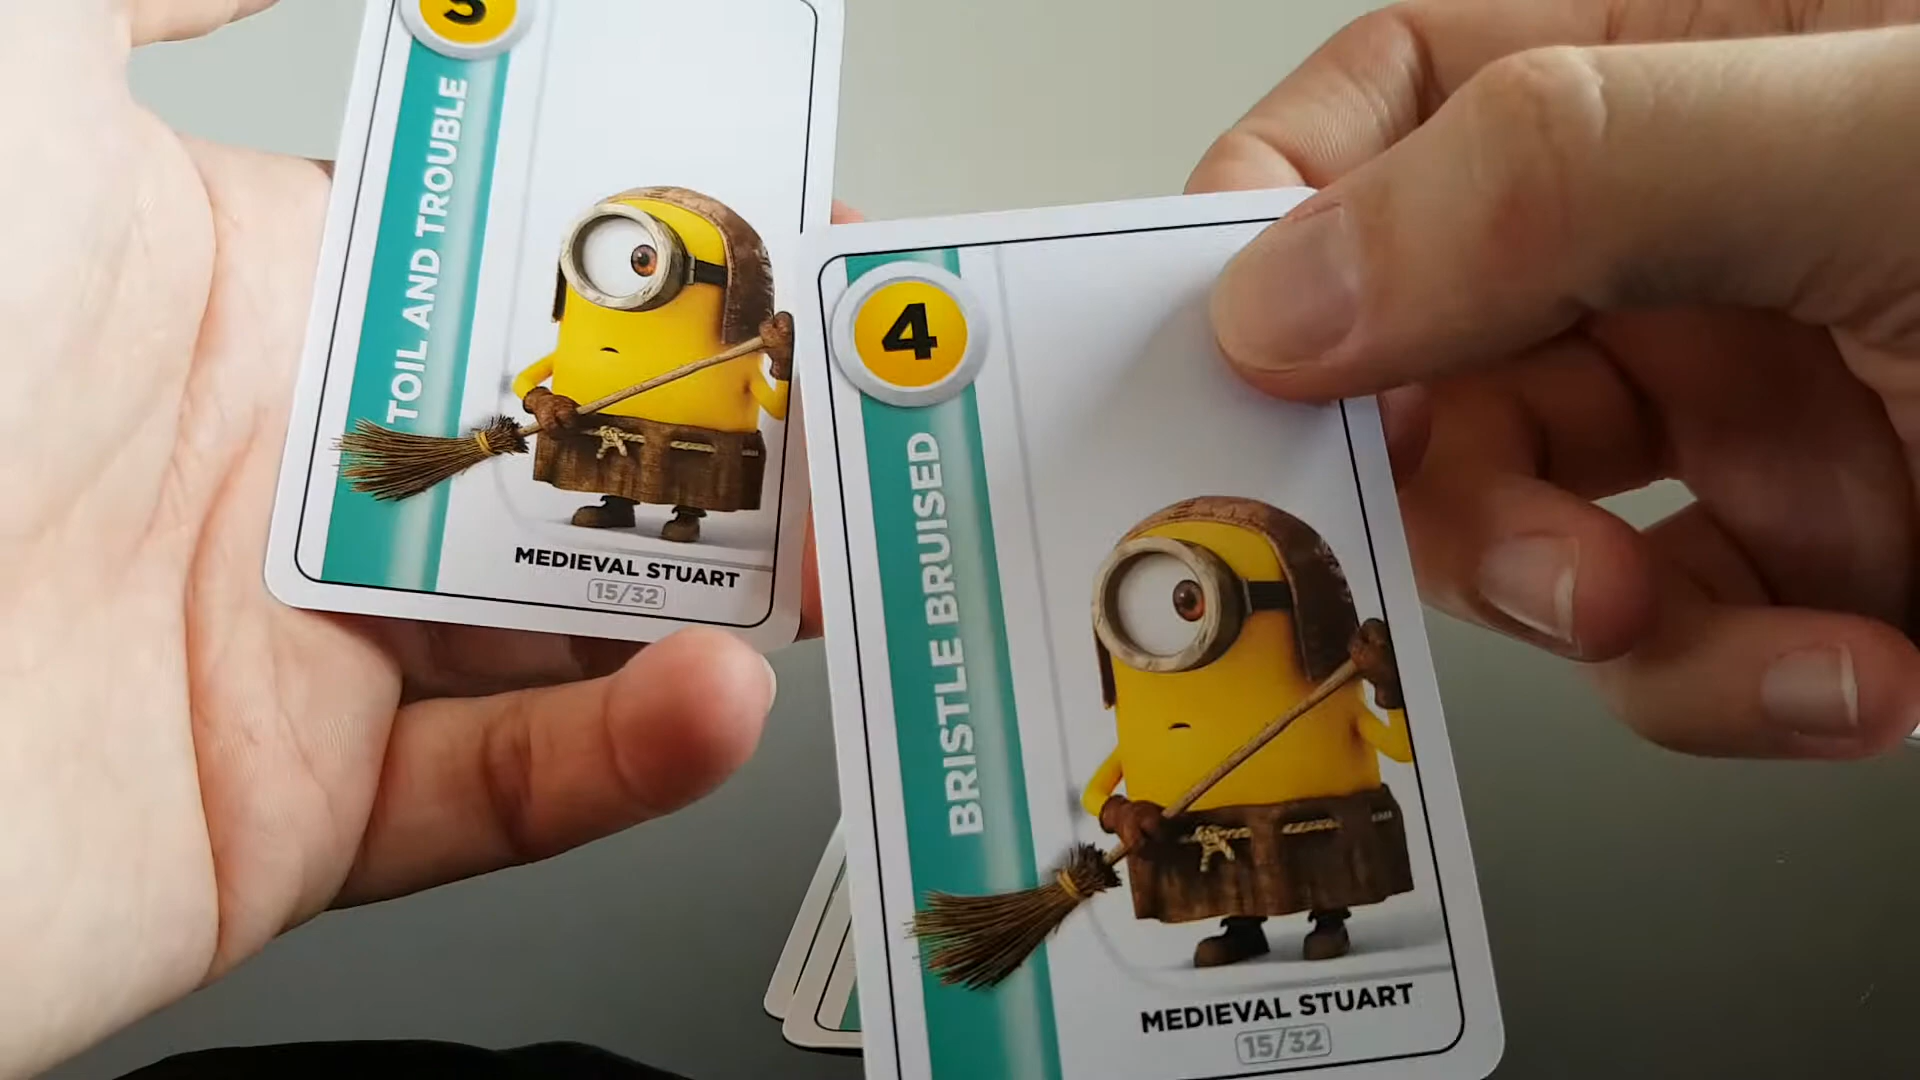 TOIL AND TROUBLE
MEDIEVAL STUART
15/32
4
BRISTLE BRUISED
MEDIEVAL STUART
15/32